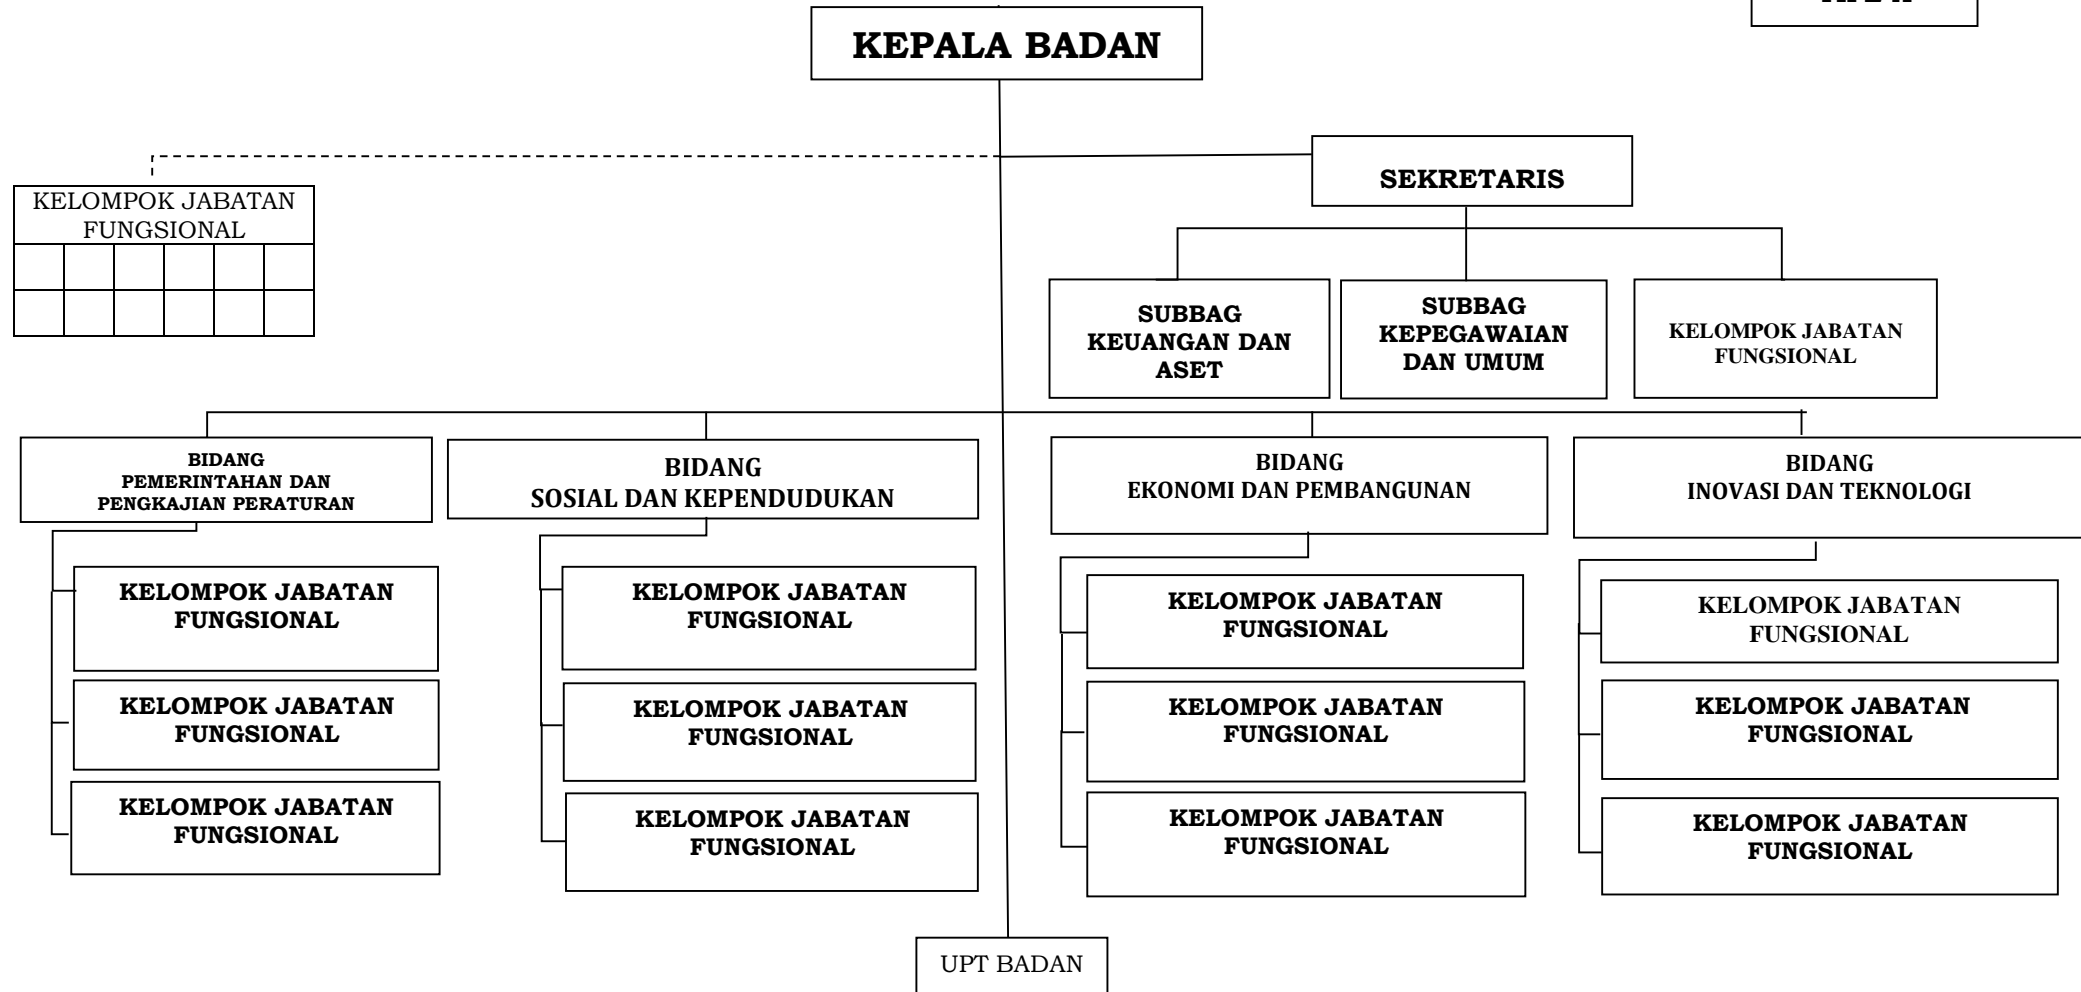 KEPALA BADAN
SEKRETARIS
KELOMPOK JABATAN
FUNGSIONAL
SUBBAG
KEUANGAN DAN
ASET
SUBBAG
KEPEGAWAIAN
DAN UMUM
KELOMPOK JABATAN
FUNGSIONAL
BIDANG
PEMERINTAHAN DAN
PENGKAJIAN PERATURAN
BIDANG
SOSIAL DAN KEPENDUDUKAN
BIDANG
EKONOMI DAN PEMBANGUNAN
BIDANG
INOVASI DAN TEKNOLOGI
KELOMPOK JABATAN
FUNGSIONAL
KELOMPOK JABATAN
FUNGSIONAL
KELOMPOK JABATAN
FUNGSIONAL
KELOMPOK JABATAN
FUNGSIONAL
KELOMPOK JABATAN
FUNGSIONAL
KELOMPOK JABATAN
FUNGSIONAL
KELOMPOK JABATAN
FUNGSIONAL
KELOMPOK JABATAN
FUNGSIONAL
KELOMPOK JABATAN
FUNGSIONAL
KELOMPOK JABATAN
FUNGSIONAL
KELOMPOK JABATAN
FUNGSIONAL
KELOMPOK JABATAN
FUNGSIONAL
UPT BADAN